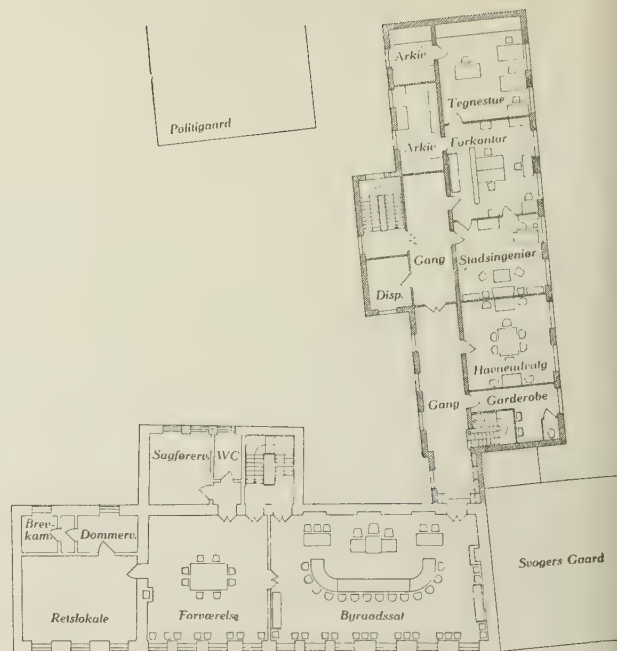 Politigaard
Arkiv
Tegnestue
Arkiv
Forkontor
Gang
Stadsingeniør
Disp.
Havneudvalg
Gang
Garderobe
Sagførerv.
WC
Brev-
kam.
Dommerv.
Retslokale
Forværelse
Byraadssal
Svogers Gaard